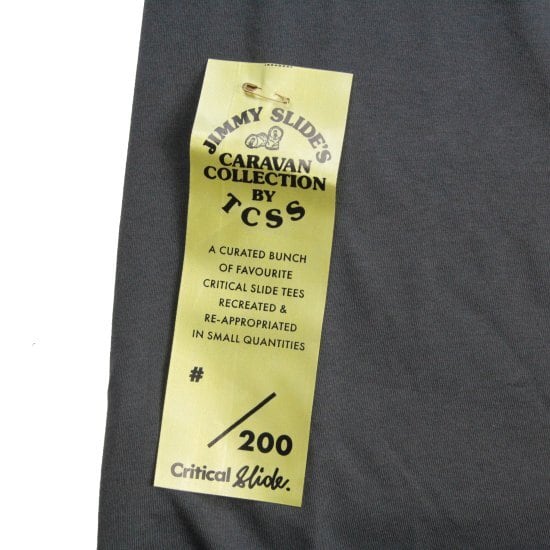 JIMMY SLIDE'S
CARAVAN
COLLECTION
BY
TCSS
A CURATED BUNCH
OF FAVOURITE
CRITICAL SLIDE TEES
RECREATED &
RE-APPROPRIATED
IN SMALL QUANTITIES
#
/200
Critical Slide.